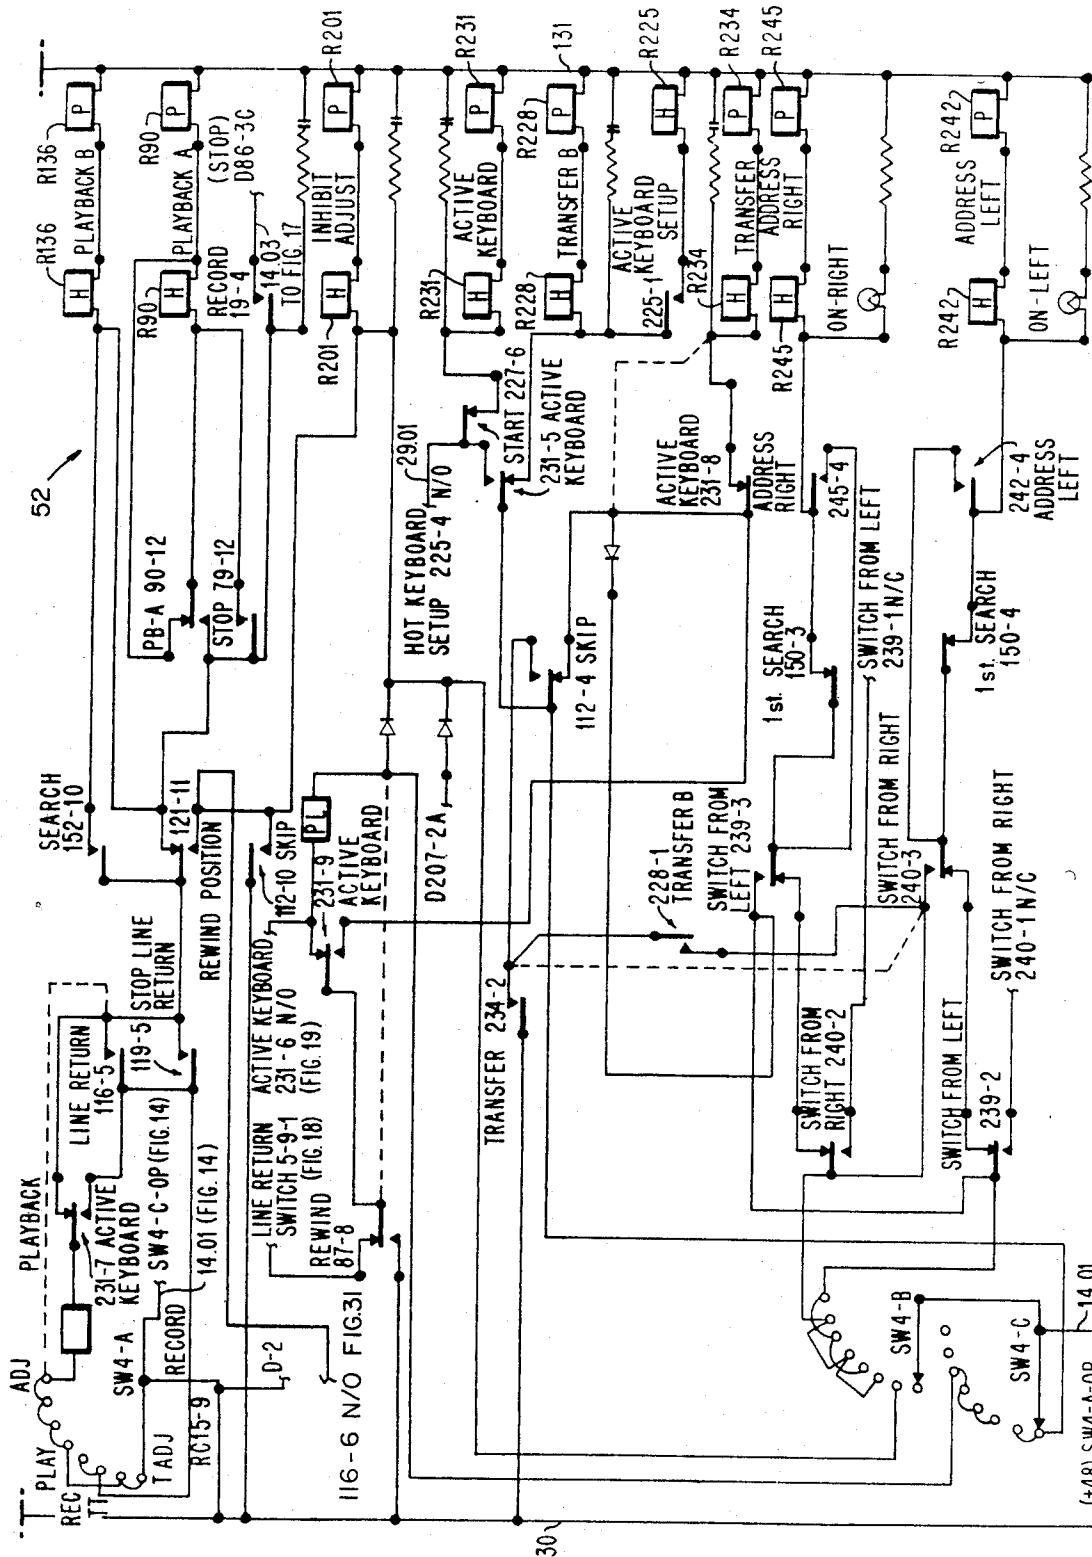 52
R136
H
PLAYBACK B
R136
P
R90
H
PLAYBACK A
R90
P
RECORD
19-4
(STOP)
D86-3C
14.03
TO FIG.17
R201
H
INHIBIT
ADJUST
R201
P
R231
H
ACTIVE
KEYBOARD
R231
P
R228
H
TRANSFER B
R228
P
131
225-1
ACTIVE
KEYBOARD
SETUP
R225
H
R234
H
TRANSFER
R234
P
R245
H
ADDRESS
RIGHT
R245
P
ON-RIGHT
R242
H
ADDRESS
LEFT
R242
P
ON-LEFT
PB-A 90-12
STOP 79-12
HOT KEYBOARD
SETUP 225-4 N/O
29.01
START 227-6
231-5 ACTIVE
KEYBOARD
ACTIVE
KEYBOARD
231-8
ADDRESS
RIGHT
245-4
242-4
ADDRESS
LEFT
SEARCH
152-10
121-11
REWIND POSITION
112-10 SKIP
PL
231-9
ACTIVE
KEYBOARD
D207-2A
112-4 SKIP
1st. SEARCH
150-3
SWITCH FROM LEFT
239-1 N/C
1st. SEARCH
150-4
228-1
TRANSFER B
SWITCH FROM
LEFT 239-3
SWITCH FROM RIGHT
240-3
SWITCH FROM RIGHT
240-1 N/C
PLAYBACK
LINE RETURN
116-5
119-5
STOP LINE
RETURN
231-7 ACTIVE
KEYBOARD
SW4-C-OP (FIG.14)
14.01 (FIG.14)
LINE RETURN
SWITCH 5-9-1
(FIG.18)
ACTIVE KEYBOARD
231-6 N/O
(FIG.19)
REWIND
87-8
TRANSFER 234-2
SWITCH FROM
RIGHT 240-2
SWITCH FROM LEFT
239-2
ADJ
PLAY
REC
TT
T ADJ
SW4-A
RECORD
RC15-9
D-2
116-6 N/O FIG.31
30
SW4-B
SW4-C
14.01
(+48) SW4-A-OP